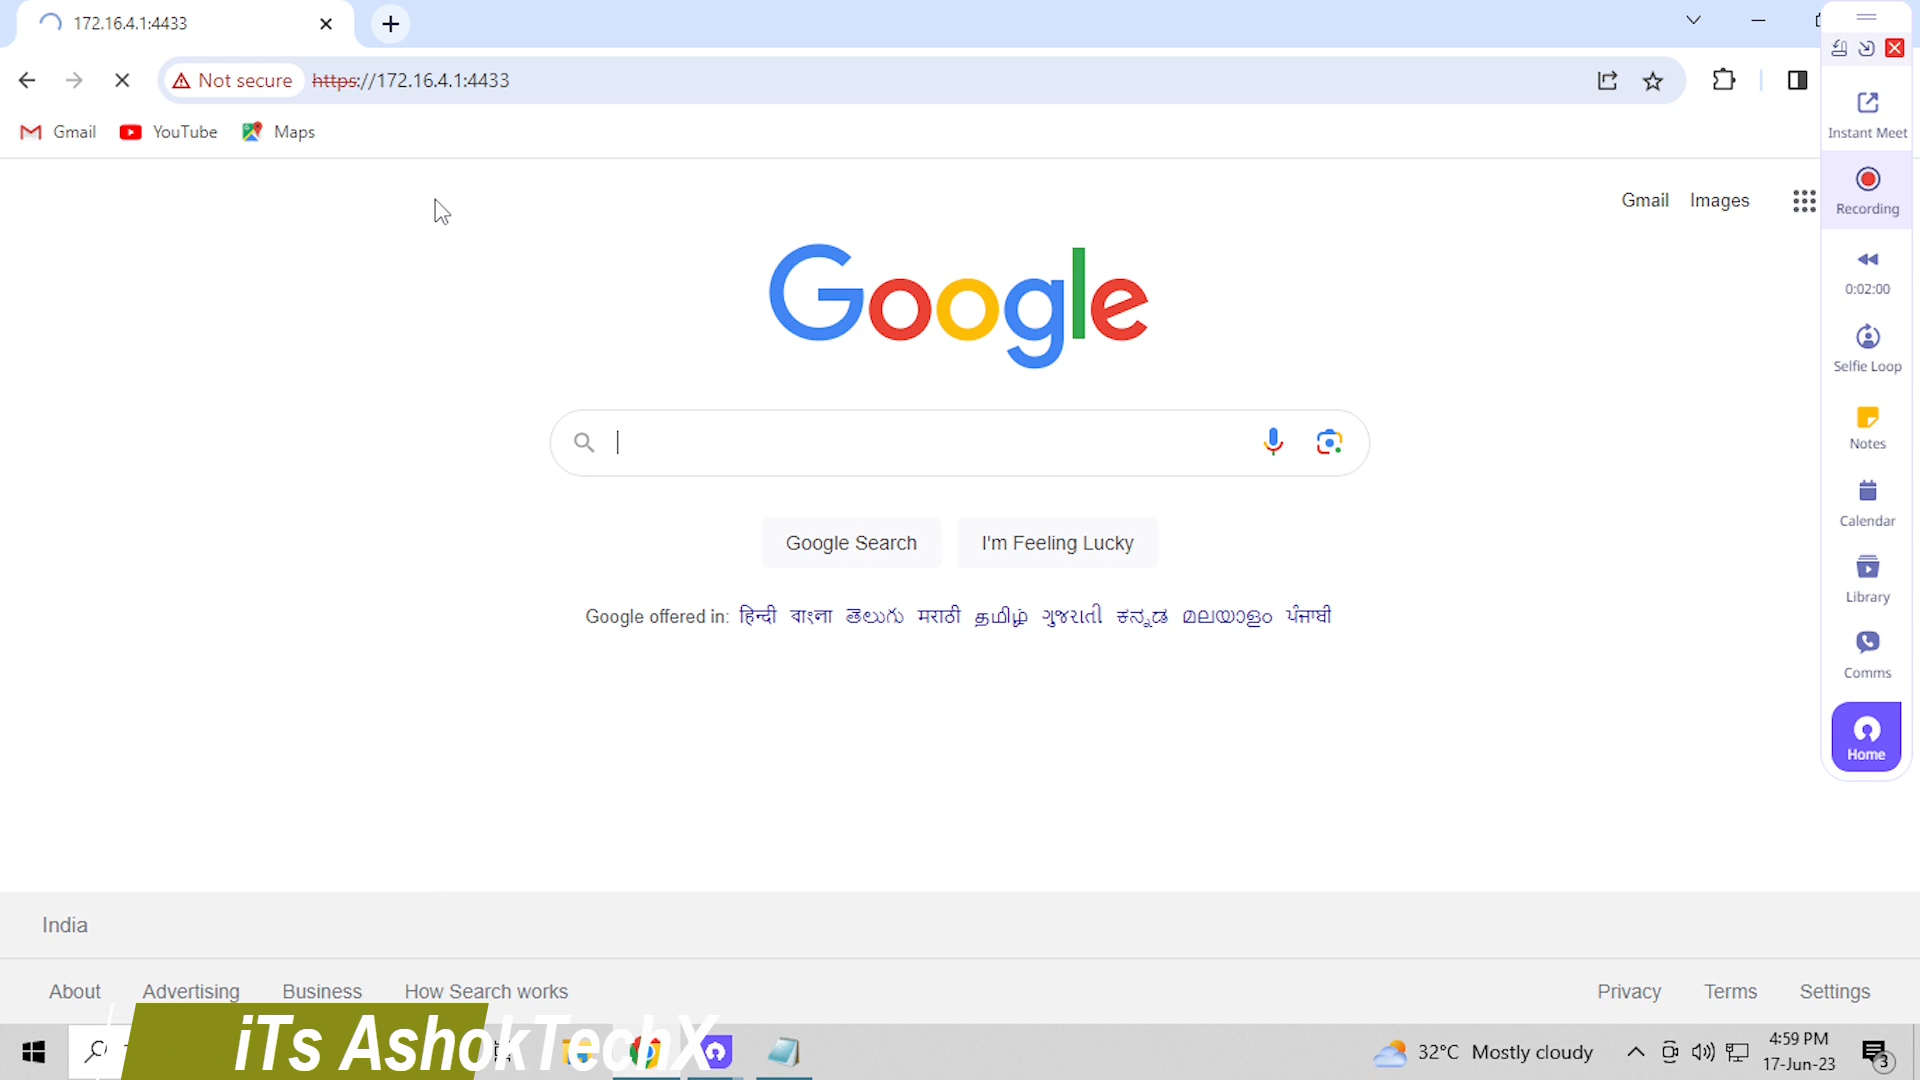 172.16.4.1:4433
Not secure https://172.16.4.1:4433
Gmail YouTube Maps
Gmail Images
Google
Google Search I'm Feeling Lucky
Google offered in: हिन्दी বাংলা తెలుగు मराठी தமிழ் ગુજરાતી ಕನ್ನಡ മലയാളം ਪੰਜਾਬੀ
India
About Advertising Business How Search works
Privacy Terms Settings
Instant Meet
Recording
0:02:00
Selfie Loop
Notes
Calendar
Library
Comms
Home
iTs AshokTechX
32°C Mostly cloudy
4:59 PM
17-Jun-23
3